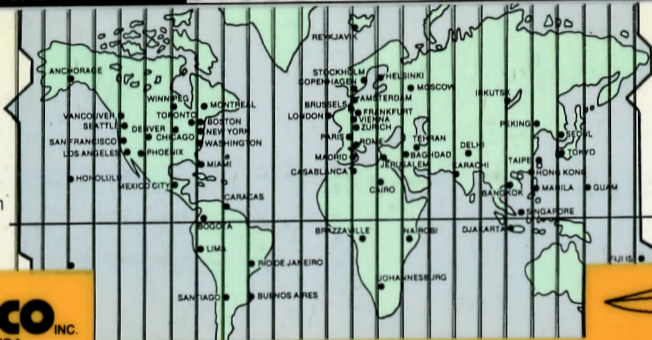 REYKJAVIK
ANCHORAGE
STOCKHOLM
HELSINKI
COPENHAGEN
MOSCOW
IRKUTSK
WINNIPEG
MONTREAL
AMSTERDAM
BRUSSELS
VANCOUVER
TORONTO
BOSTON
LONDON
FRANKFURT
PEKING
SEATTLE
DENVER
NEW YORK
VIENNA
SEOUL
SAN FRANCISCO
CHICAGO
WASHINGTON
PARIS
ZURICH
ROME
TEHRAN
DELHI
TOKYO
LOS ANGELES
PHOENIX
MADRID
BAGHDAD
TAIPEI
MIAMI
CASABLANCA
JERUSALEM
KARACHI
HONG KONG
HONOLULU
MEXICO CITY
CAIRO
BANGKOK
MANILA
GUAM
CARACAS
SINGAPORE
BOGOTA
BRAZZAVILLE
NAIROBI
DJAKARTA
LIMA
RIO DE JANEIRO
FIJI IS.
JOHANNESBURG
SANTIAGO
BUENOS AIRES
CO INC.